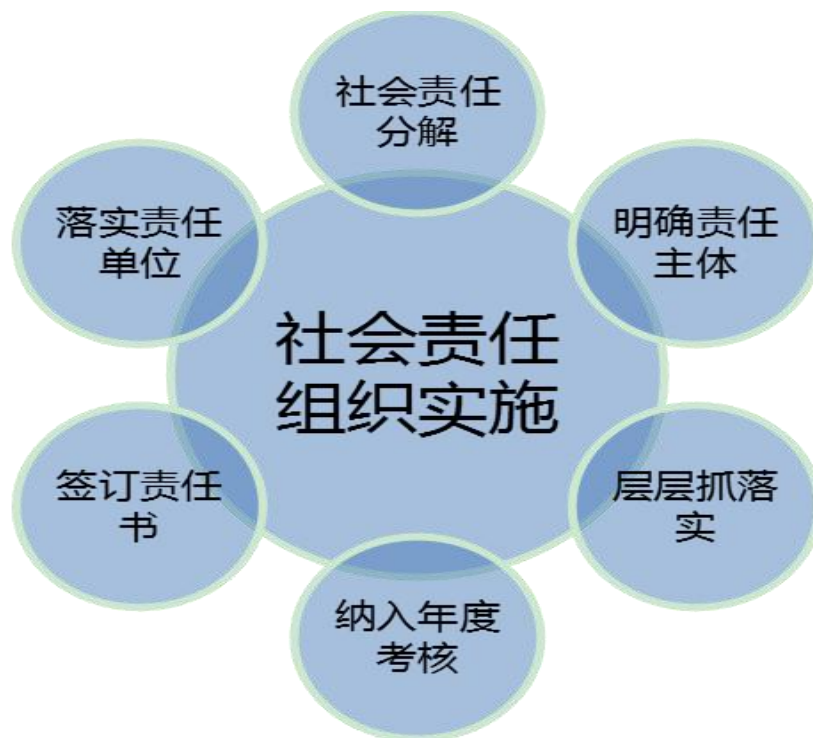 社会责任
分解
落实责任
单位
明确责任
主体
社会责任
组织实施
签订责任
书
层层抓落
实
纳入年度
考核